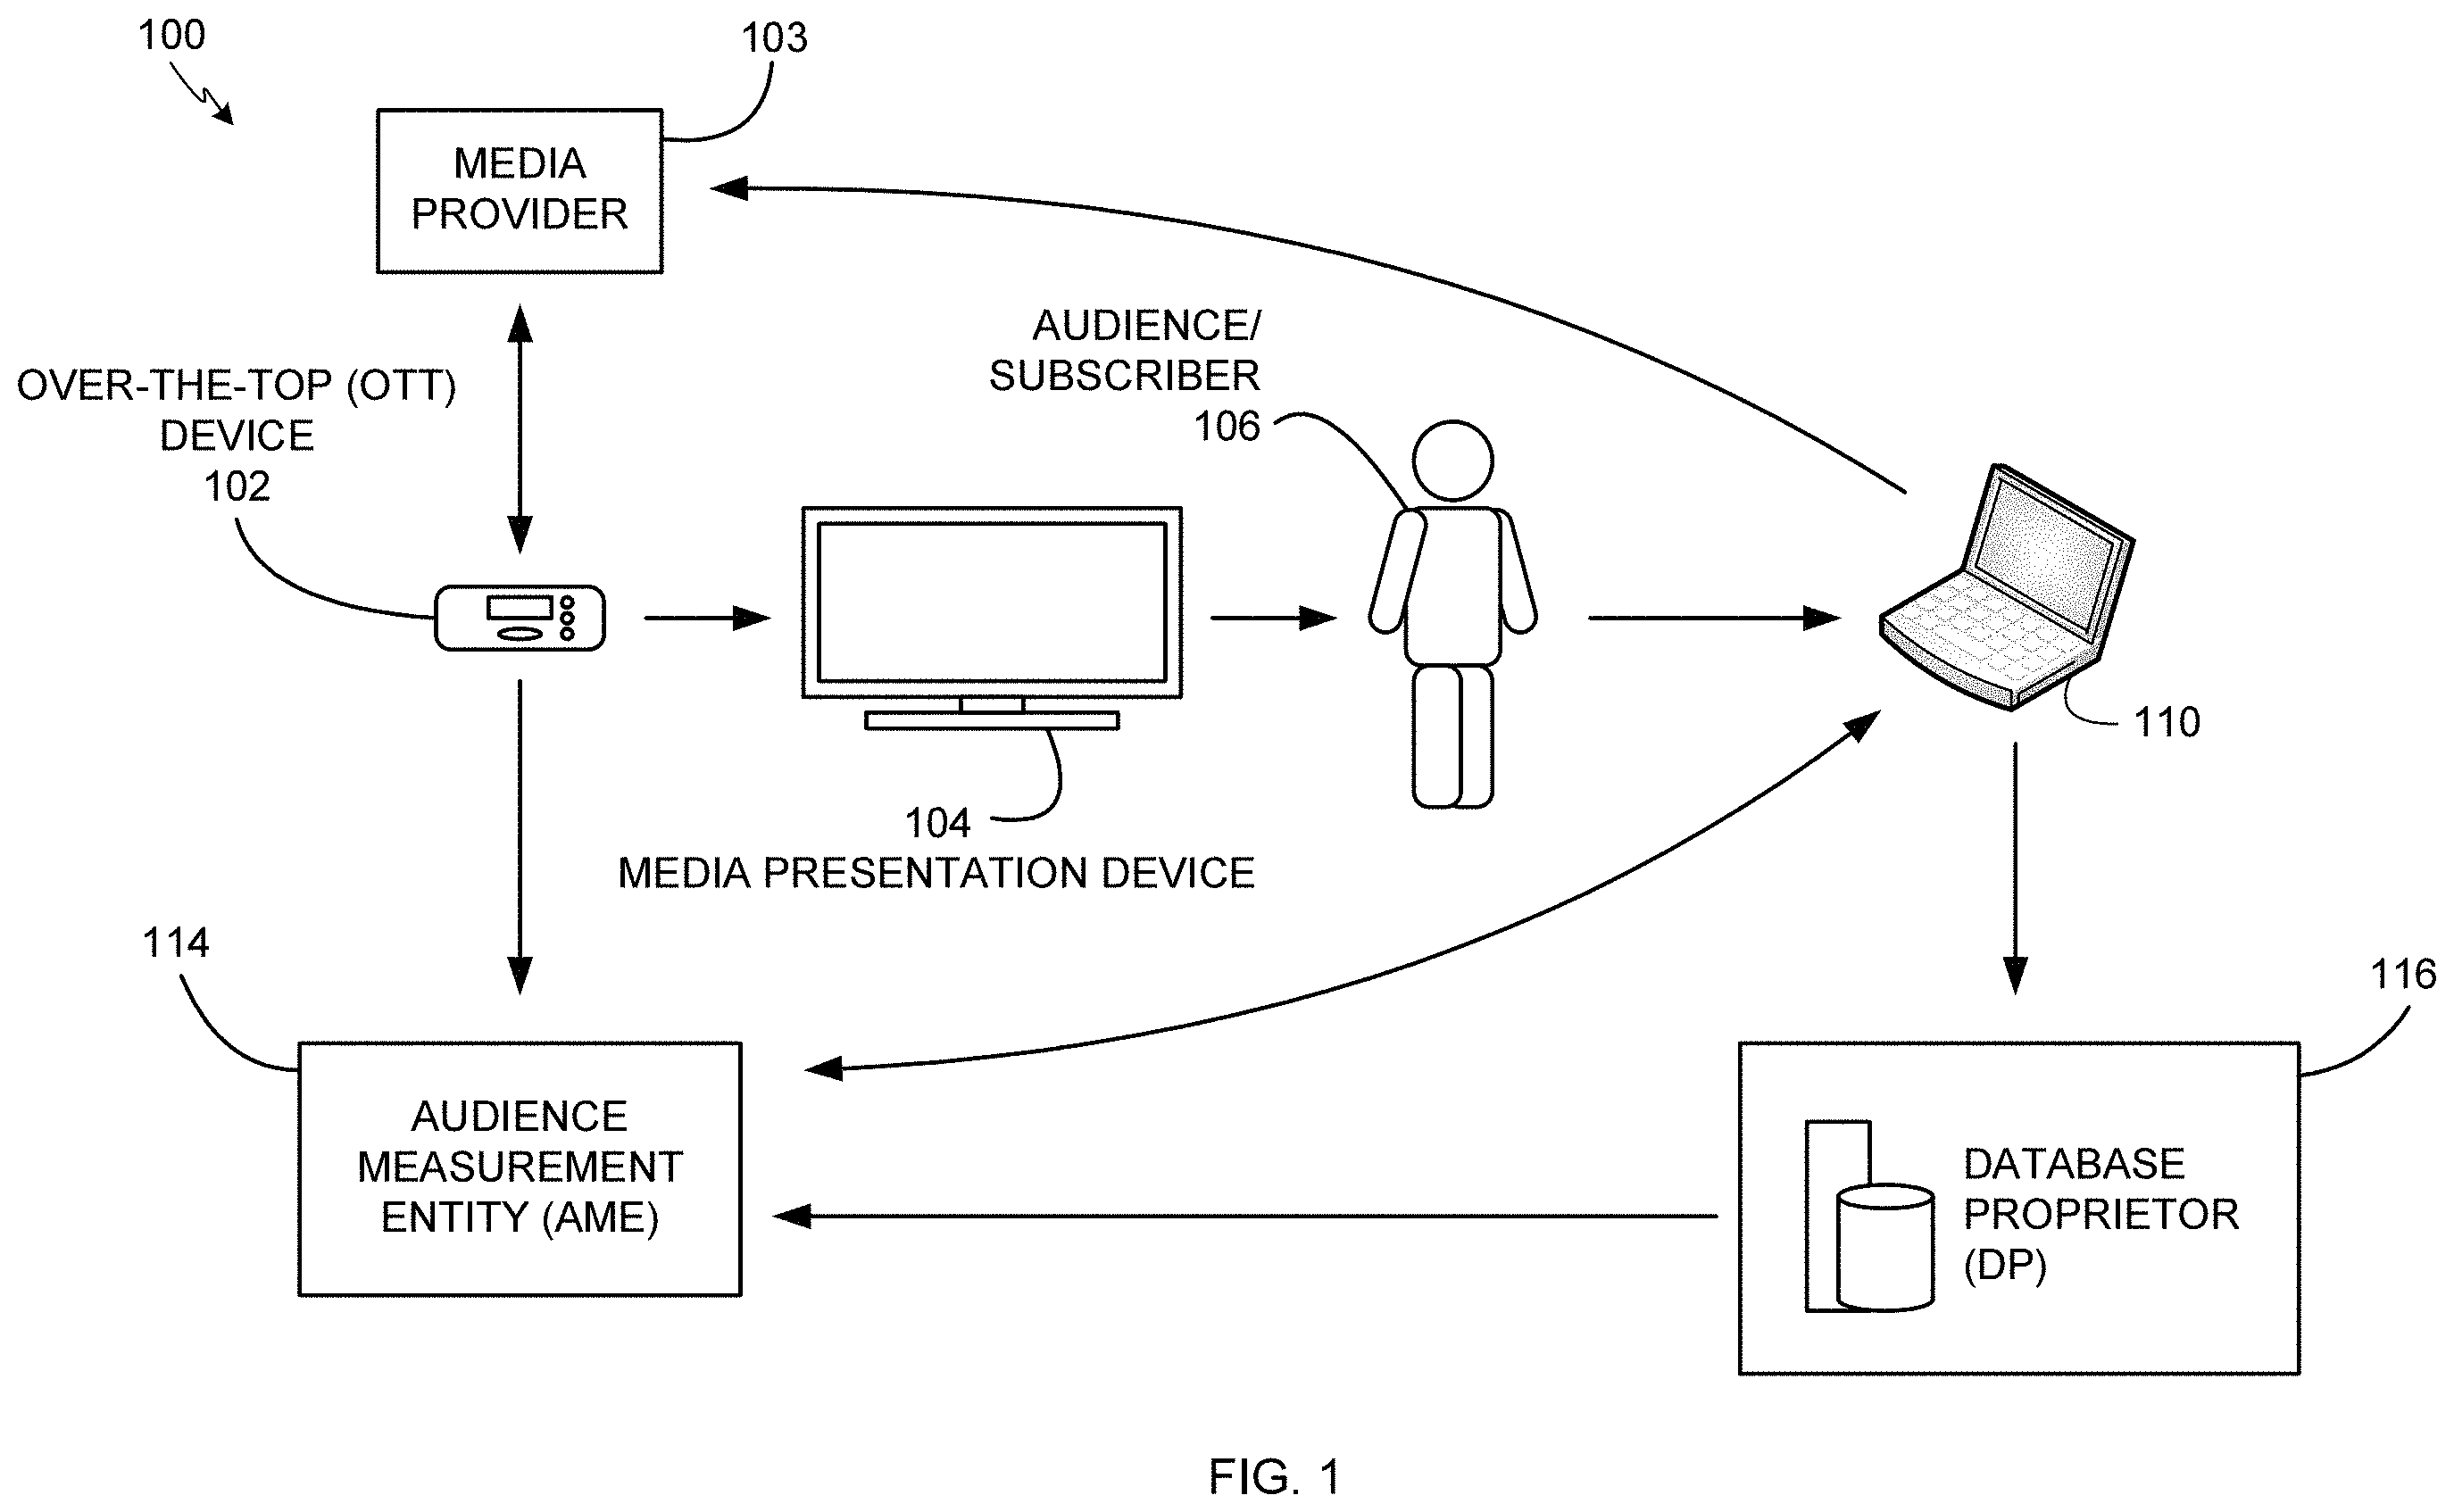 100
103
MEDIA
PROVIDER
AUDIENCE/
SUBSCRIBER
106
OVER-THE-TOP (OTT)
DEVICE
102
110
104
MEDIA PRESENTATION DEVICE
114
116
AUDIENCE
MEASUREMENT
ENTITY (AME)
DATABASE
PROPRIETOR
(DP)
FIG. 1